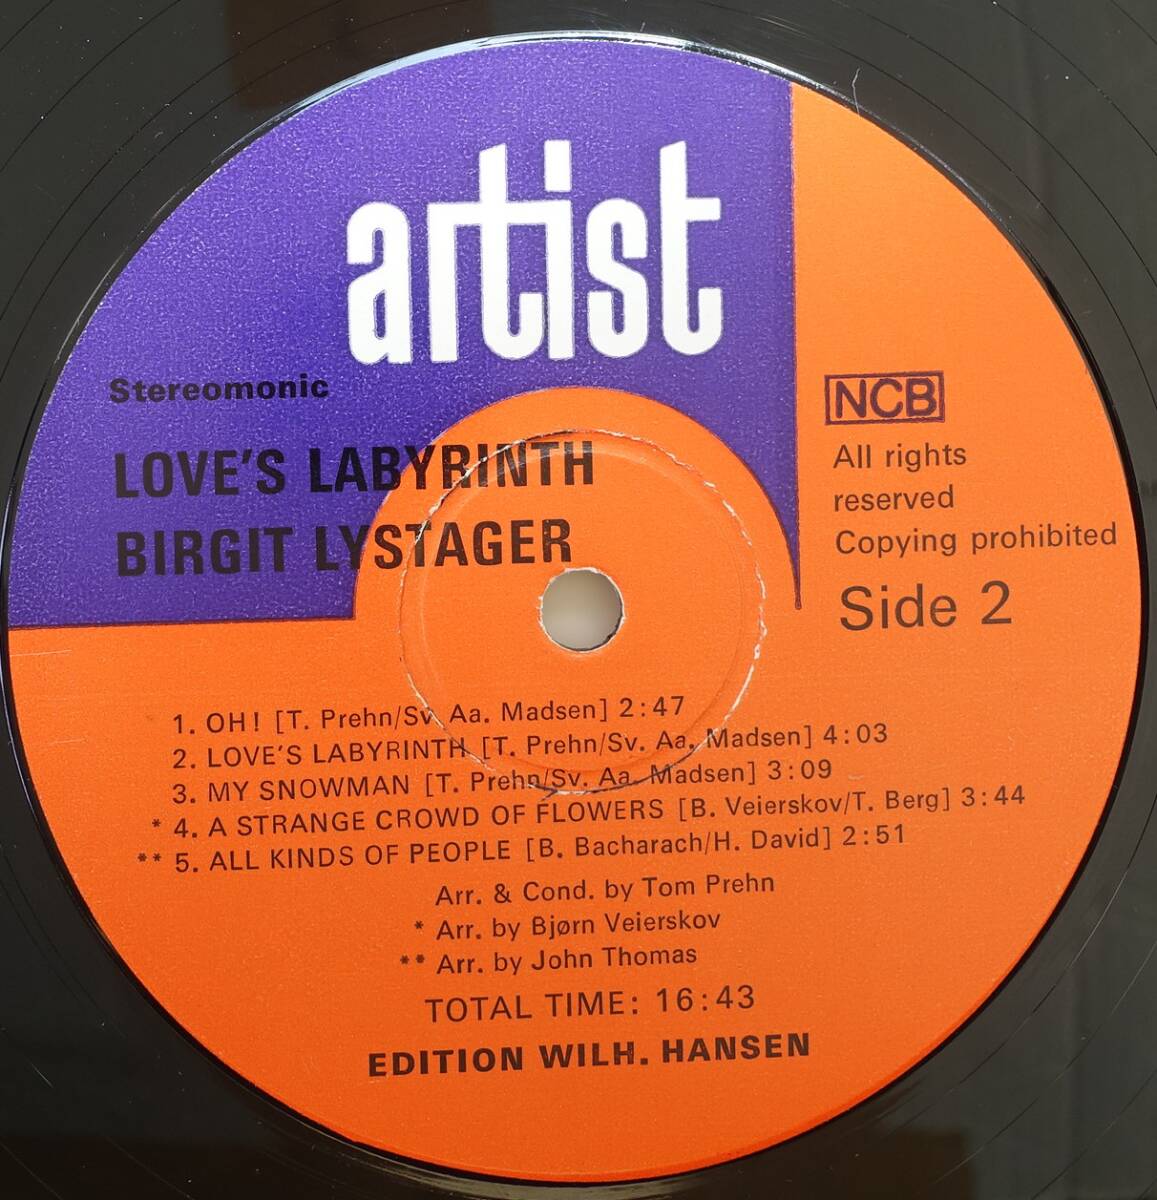 artist
Stereomonic
LOVE'S LABYRINTH
BIRGIT LYSTAGER
NCB
All rights
reserved
Copying prohibited
Side 2
1. OH! [T. Prehn/Sv. Aa. Madsen] 2:47
2. LOVE'S LABYRINTH [T. Prehn/Sv. Aa. Madsen] 4:03
3. MY SNOWMAN [T. Prehn/Sv. Aa. Madsen] 3:09
* 4. A STRANGE CROWD OF FLOWERS [B. Veierskov/T. Berg] 3:44
** 5. ALL KINDS OF PEOPLE [B. Bacharach/H. David] 2:51
Arr. & Cond. by Tom Prehn
* Arr. by Bjørn Veierskov
** Arr. by John Thomas
TOTAL TIME: 16:43
EDITION WILH. HANSEN